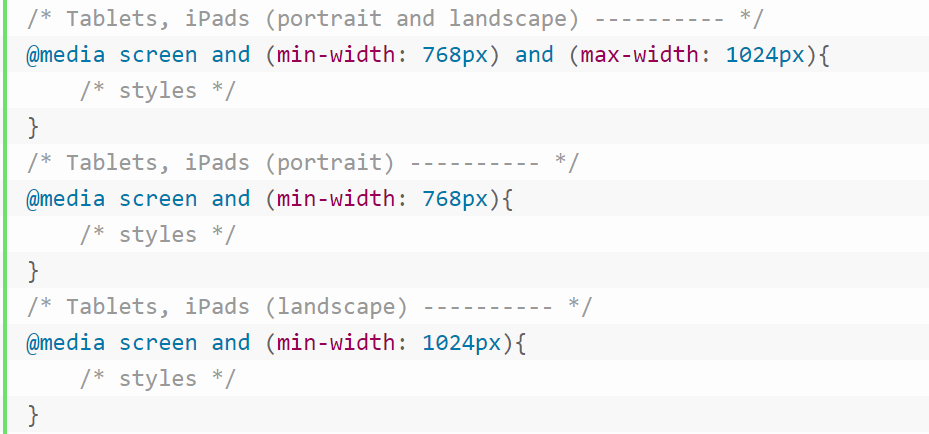 /* Tablets, iPads (portrait and landscape) ---------- */
@media screen and (min-width: 768px) and (max-width: 1024px){
    /* styles */
}
/* Tablets, iPads (portrait) ---------- */
@media screen and (min-width: 768px){
    /* styles */
}
/* Tablets, iPads (landscape) ---------- */
@media screen and (min-width: 1024px){
    /* styles */
}